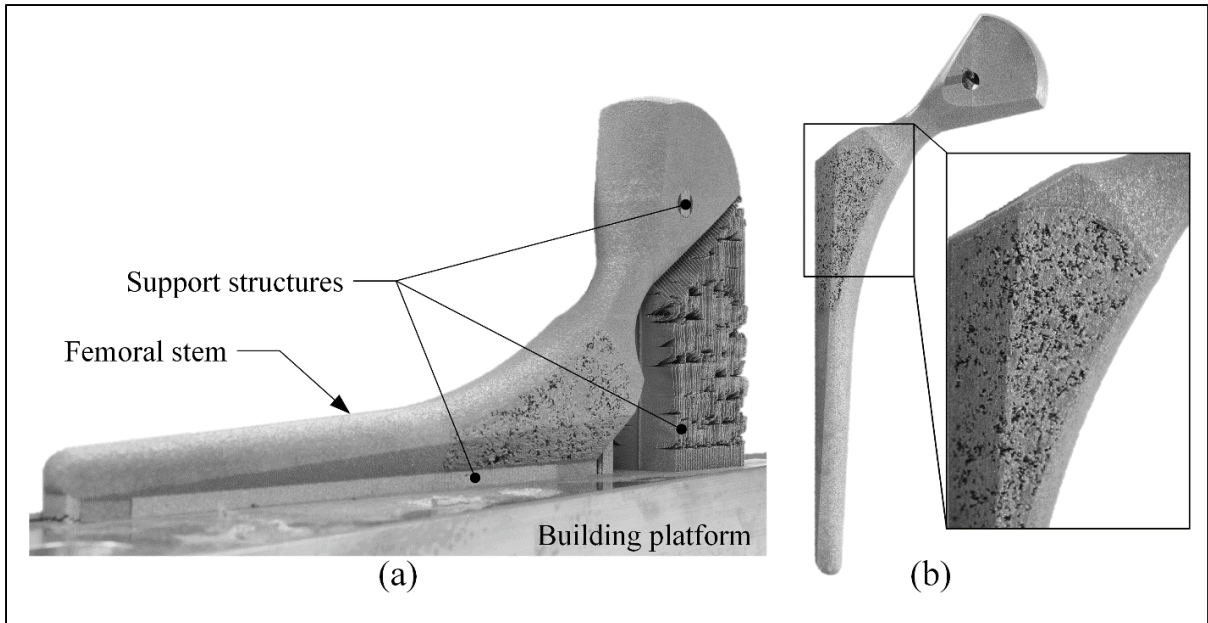 Support structures
Femoral stem
Building platform
(a)
(b)